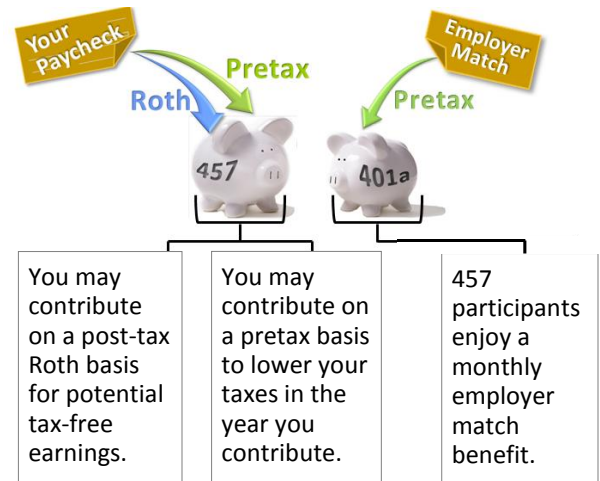 Your
Paycheck
Employer
Match
Pretax
Roth
Pretax
457
401a
You may
contribute
on a post-tax
Roth basis
for potential
tax-free
earnings.
You may
contribute on
a pretax basis
to lower your
taxes in the
year you
contribute.
457
participants
enjoy a
monthly
employer
match
benefit.